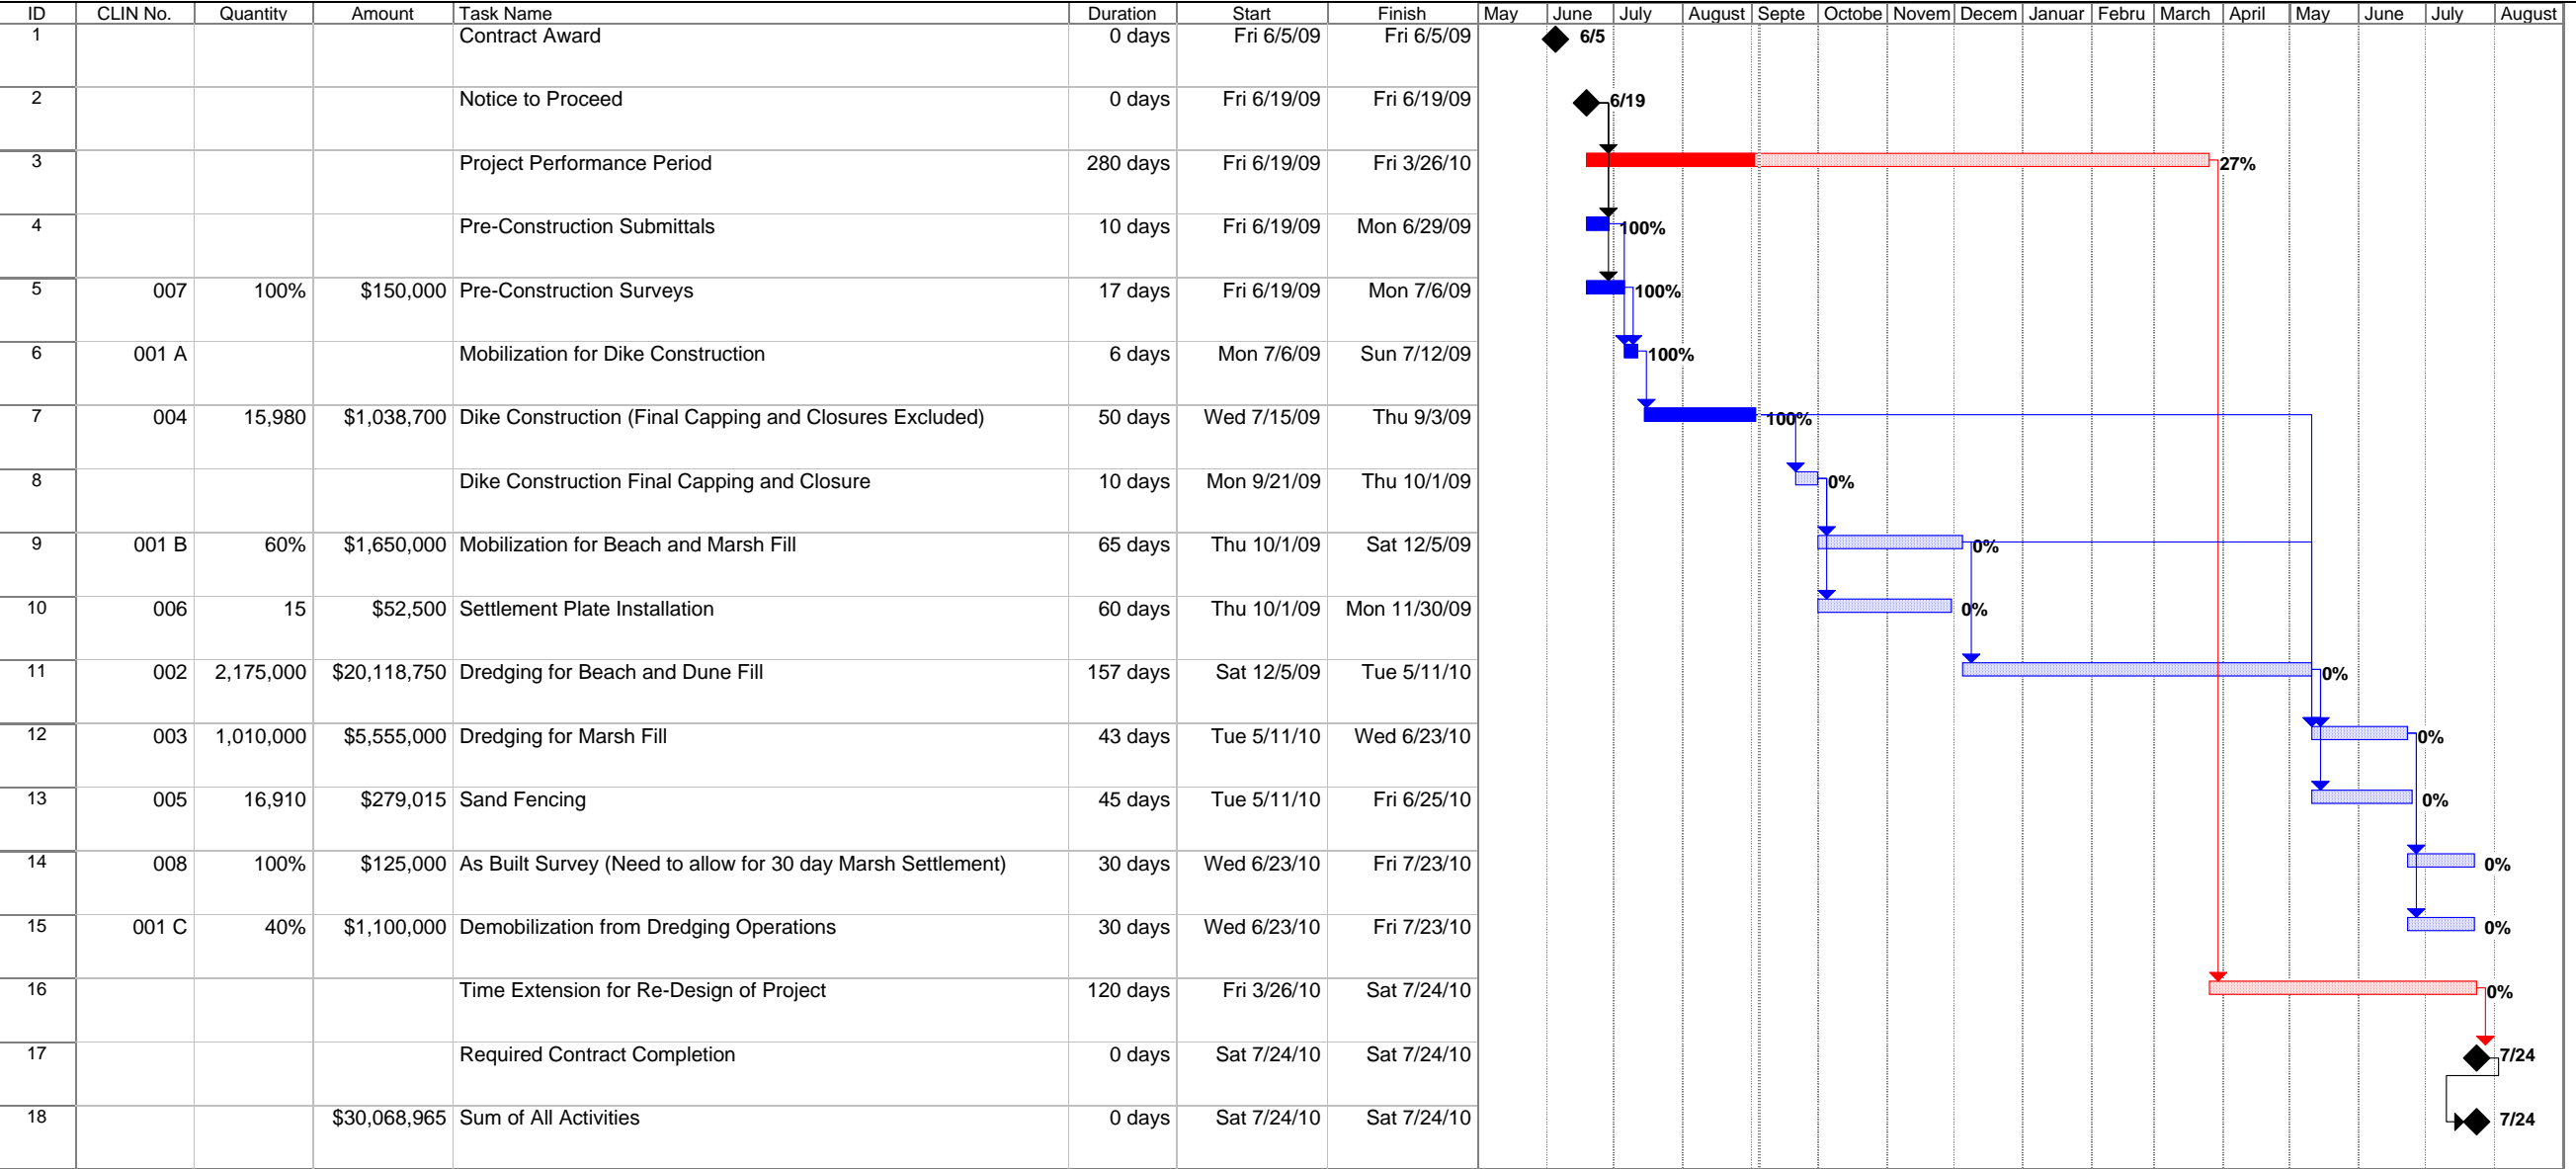 ID CLIN No. Quantity Amount Task Name Duration Start Finish May June July August Septe Octobe Novem Decem Januar Febru March April May June July August
1 Contract Award 0 days Fri 6/5/09 Fri 6/5/09 6/5
2 Notice to Proceed 0 days Fri 6/19/09 Fri 6/19/09 6/19
3 Project Performance Period 280 days Fri 6/19/09 Fri 3/26/10 27%
4 Pre-Construction Submittals 10 days Fri 6/19/09 Mon 6/29/09 100%
5 007 100% $150,000 Pre-Construction Surveys 17 days Fri 6/19/09 Mon 7/6/09 100%
6 001 A Mobilization for Dike Construction 6 days Mon 7/6/09 Sun 7/12/09 100%
7 004 15,980 $1,038,700 Dike Construction (Final Capping and Closures Excluded) 50 days Wed 7/15/09 Thu 9/3/09 100%
8 Dike Construction Final Capping and Closure 10 days Mon 9/21/09 Thu 10/1/09 0%
9 001 B 60% $1,650,000 Mobilization for Beach and Marsh Fill 65 days Thu 10/1/09 Sat 12/5/09 0%
10 006 15 $52,500 Settlement Plate Installation 60 days Thu 10/1/09 Mon 11/30/09 0%
11 002 2,175,000 $20,118,750 Dredging for Beach and Dune Fill 157 days Sat 12/5/09 Tue 5/11/10 0%
12 003 1,010,000 $5,555,000 Dredging for Marsh Fill 43 days Tue 5/11/10 Wed 6/23/10 0%
13 005 16,910 $279,015 Sand Fencing 45 days Tue 5/11/10 Fri 6/25/10 0%
14 008 100% $125,000 As Built Survey (Need to allow for 30 day Marsh Settlement) 30 days Wed 6/23/10 Fri 7/23/10 0%
15 001 C 40% $1,100,000 Demobilization from Dredging Operations 30 days Wed 6/23/10 Fri 7/23/10 0%
16 Time Extension for Re-Design of Project 120 days Fri 3/26/10 Sat 7/24/10 0%
17 Required Contract Completion 0 days Sat 7/24/10 Sat 7/24/10 7/24
18 $30,068,965 Sum of All Activities 0 days Sat 7/24/10 Sat 7/24/10 7/24